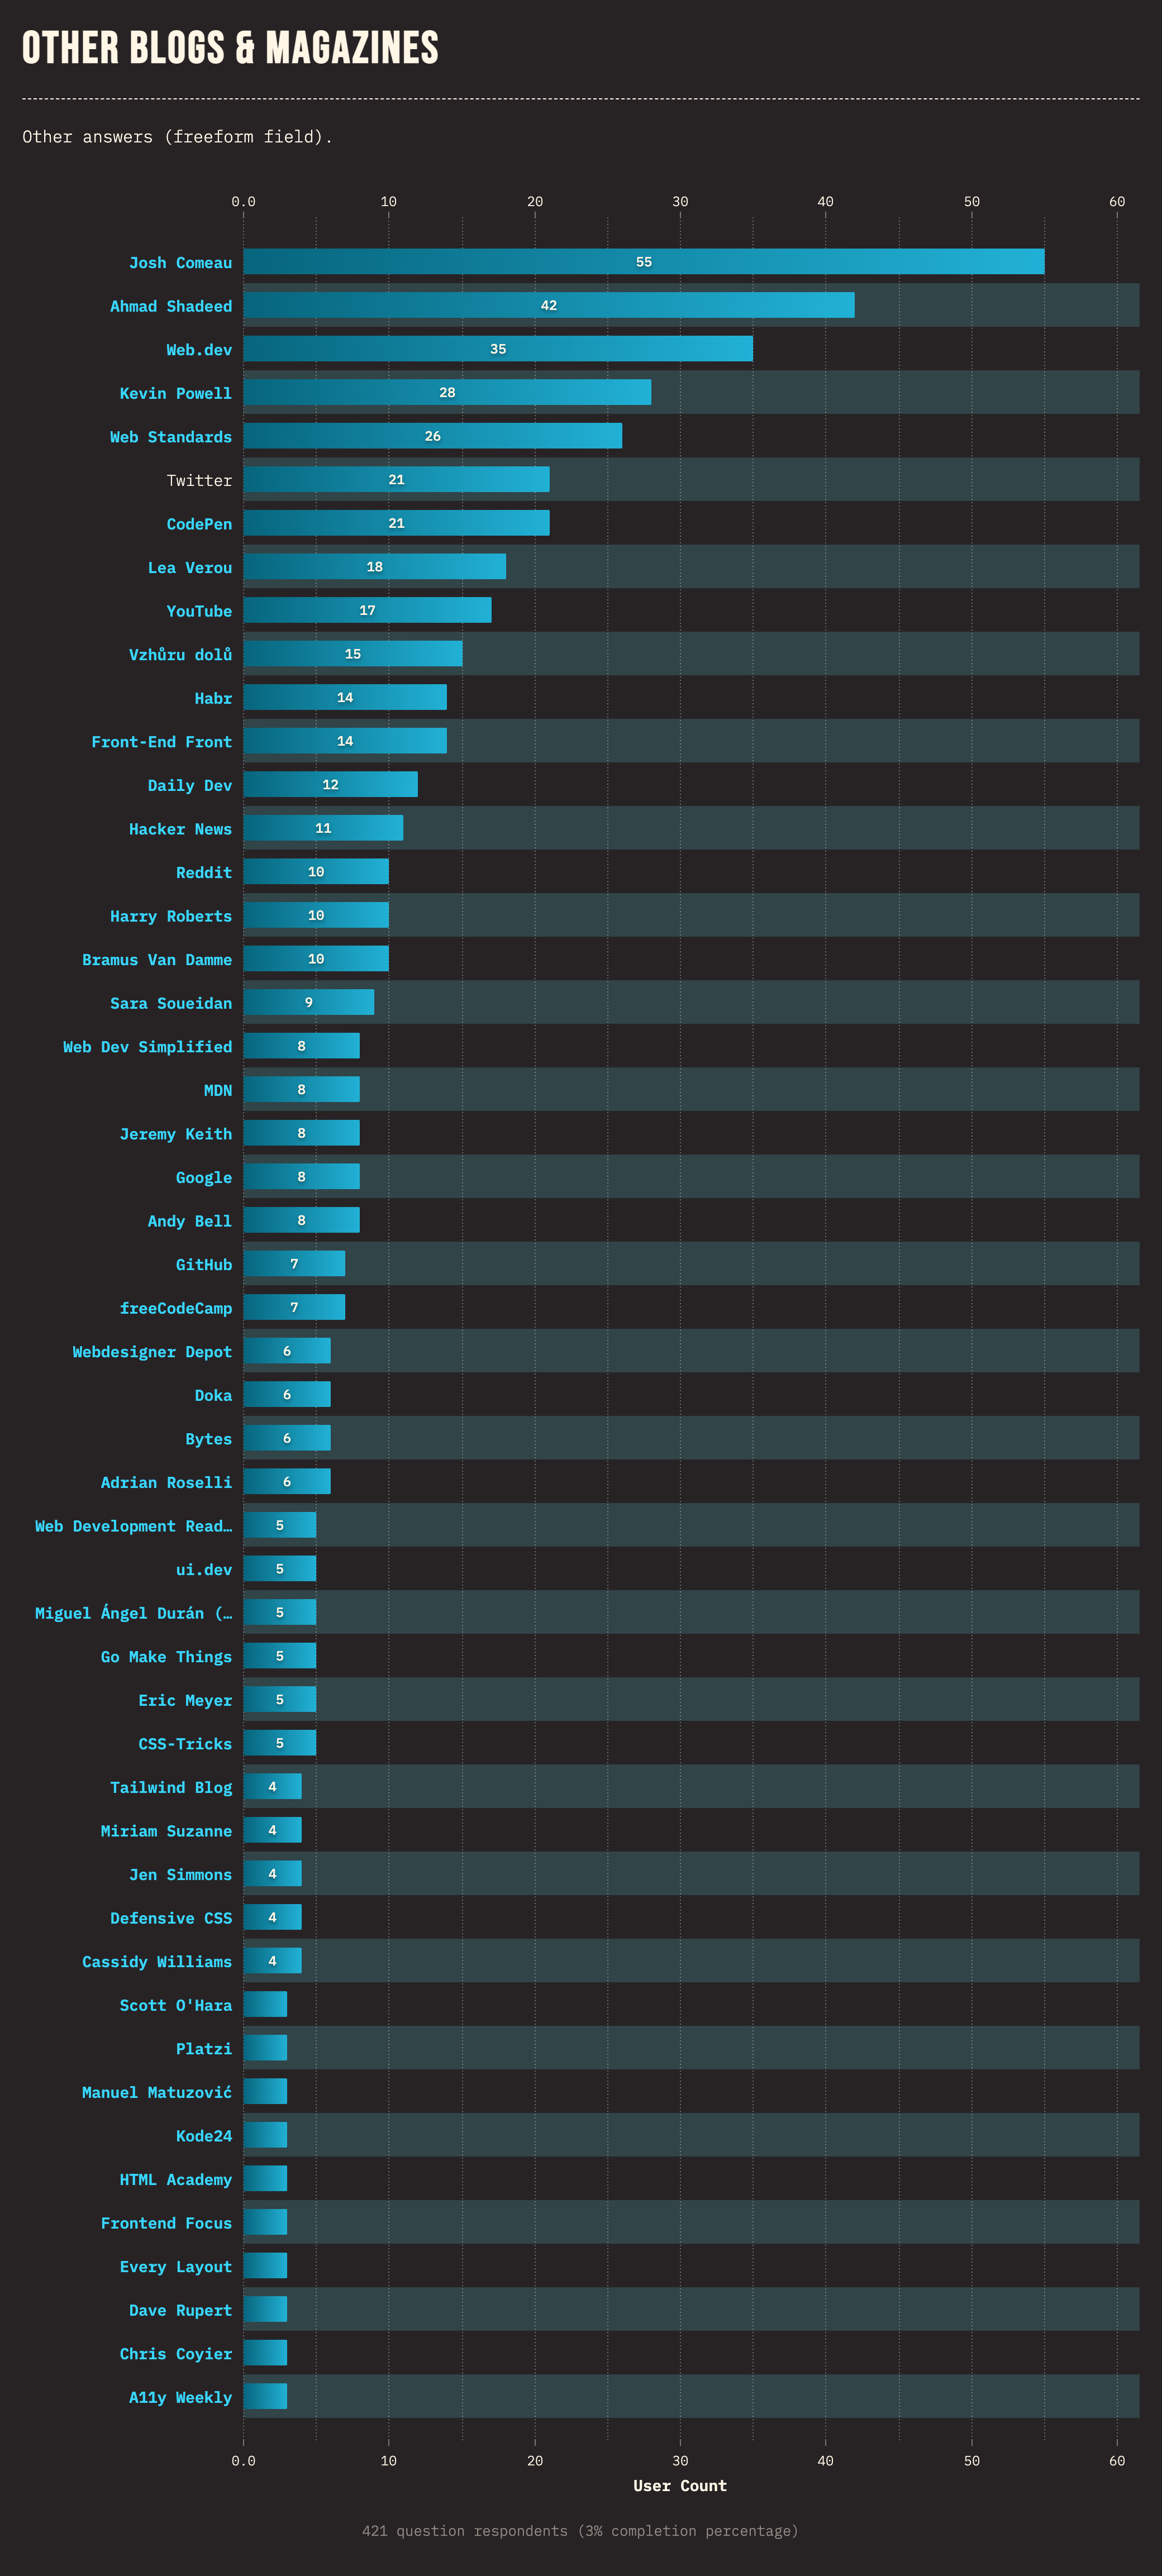 OTHER BLOGS & MAGAZINES
Other answers (freeform field).
0.0 10 20 30 40 50 60
Josh Comeau 55
Ahmad Shadeed 42
Web.dev 35
Kevin Powell 28
Web Standards 26
Twitter 21
CodePen 21
Lea Verou 18
YouTube 17
Vzhůru dolů 15
Habr 14
Front-End Front 14
Daily Dev 12
Hacker News 11
Reddit 10
Harry Roberts 10
Bramus Van Damme 10
Sara Soueidan 9
Web Dev Simplified 8
MDN 8
Jeremy Keith 8
Google 8
Andy Bell 8
GitHub 7
freeCodeCamp 7
Webdesigner Depot 6
Doka 6
Bytes 6
Adrian Roselli 6
Web Development Read… 5
ui.dev 5
Miguel Ángel Durán (… 5
Go Make Things 5
Eric Meyer 5
CSS-Tricks 5
Tailwind Blog 4
Miriam Suzanne 4
Jen Simmons 4
Defensive CSS 4
Cassidy Williams 4
Scott O'Hara
Platzi
Manuel Matuzović
Kode24
HTML Academy
Frontend Focus
Every Layout
Dave Rupert
Chris Coyier
A11y Weekly
0.0 10 20 30 40 50 60
User Count
421 question respondents (3% completion percentage)